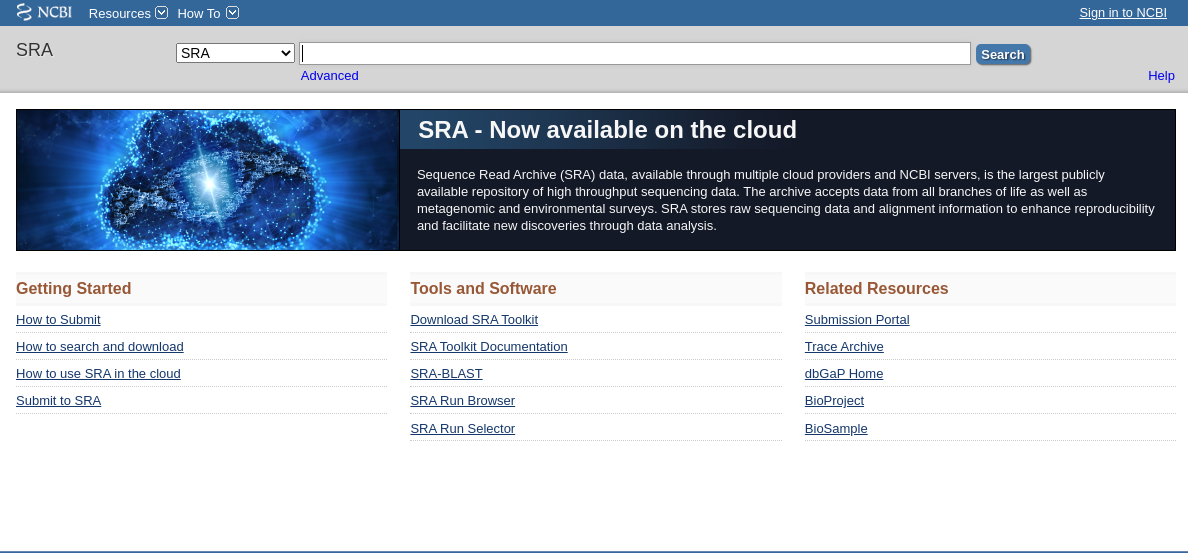 NCBI Resources How To Sign in to NCBI
SRA SRA Search
Advanced Help
SRA - Now available on the cloud
Sequence Read Archive (SRA) data, available through multiple cloud providers and NCBI servers, is the largest publicly
available repository of high throughput sequencing data. The archive accepts data from all branches of life as well as
metagenomic and environmental surveys. SRA stores raw sequencing data and alignment information to enhance reproducibility
and facilitate new discoveries through data analysis.
Getting Started
How to Submit
How to search and download
How to use SRA in the cloud
Submit to SRA
Tools and Software
Download SRA Toolkit
SRA Toolkit Documentation
SRA-BLAST
SRA Run Browser
SRA Run Selector
Related Resources
Submission Portal
Trace Archive
dbGaP Home
BioProject
BioSample